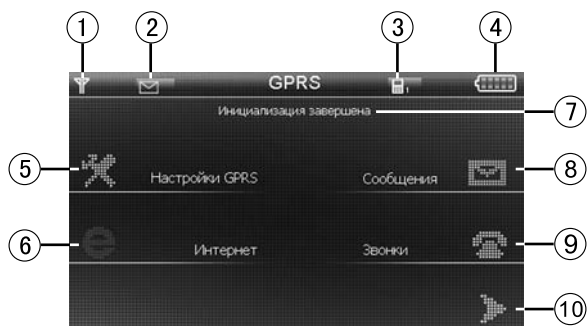 1 2 3 4
GPRS
Инициализация завершена 7
5 Настройки GPRS Сообщения 8
6 Интернет Звонки 9
10